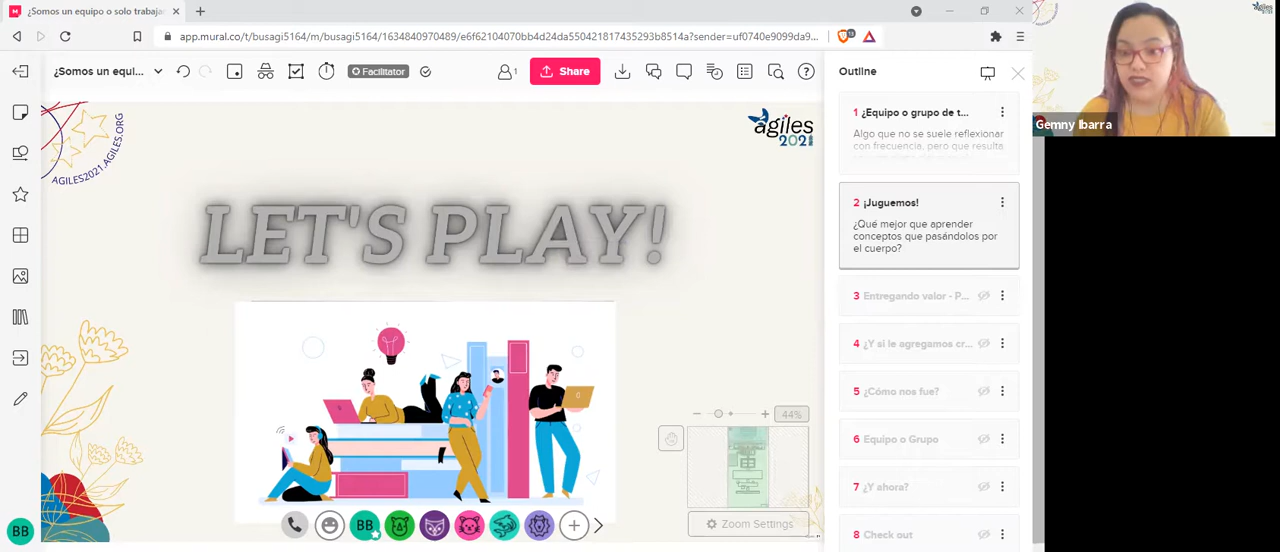 ¿Somos un equipo o solo trabaja
app.mural.co/t/busagi5164/m/busagi5164/1634840970489/e6f62104070bb4d24da550421817435293b8514a?sender=uf0740e9099da9...
13
¿Somos un equi...
Facilitator
1
Share
Outline
AGILES2021.AGILES.ORG
agiles
2021
LET'S PLAY!
1 ¿Equipo o grupo de t...
Algo que no se suele reflexionar
con frecuencia, pero que resulta
2 ¡Juguemos!
¿Qué mejor que aprender
conceptos que pasándolos por
el cuerpo?
3 Entregando valor - P...
4 ¿Y si le agregamos cr...
5 ¿Cómo nos fue?
6 Equipo o Grupo
7 ¿Y ahora?
8 Check out
44%
Zoom Settings
BB
BB
Gemny Ibarra